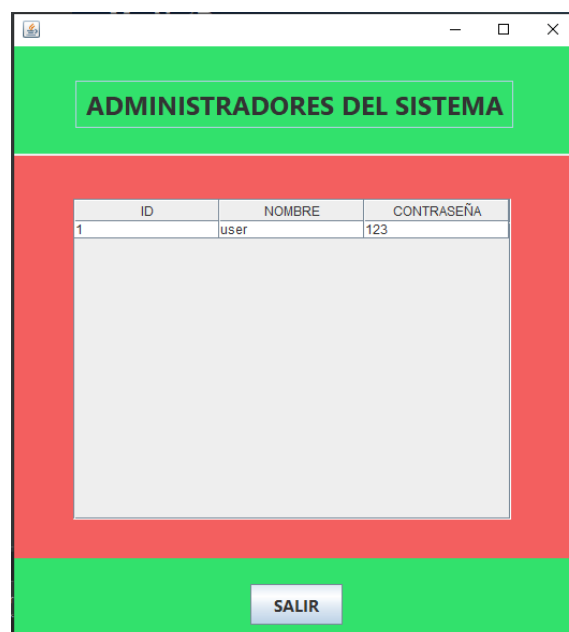 ADMINISTRADORES DEL SISTEMA
ID NOMBRE CONTRASEÑA
1 user 123
SALIR